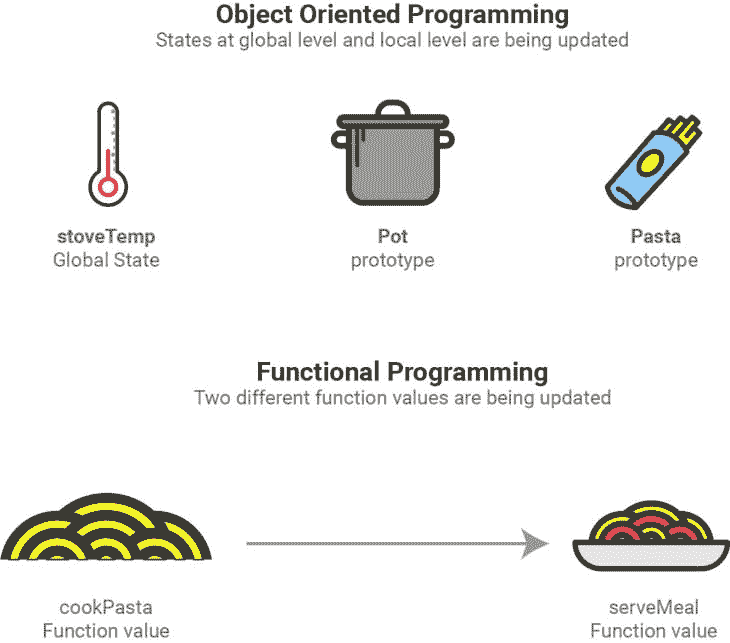 Object Oriented Programming
States at global level and local level are being updated
stoveTemp
Global State
Pot
prototype
Pasta
prototype
Functional Programming
Two different function values are being updated
cookPasta
Function value
serveMeal
Function value